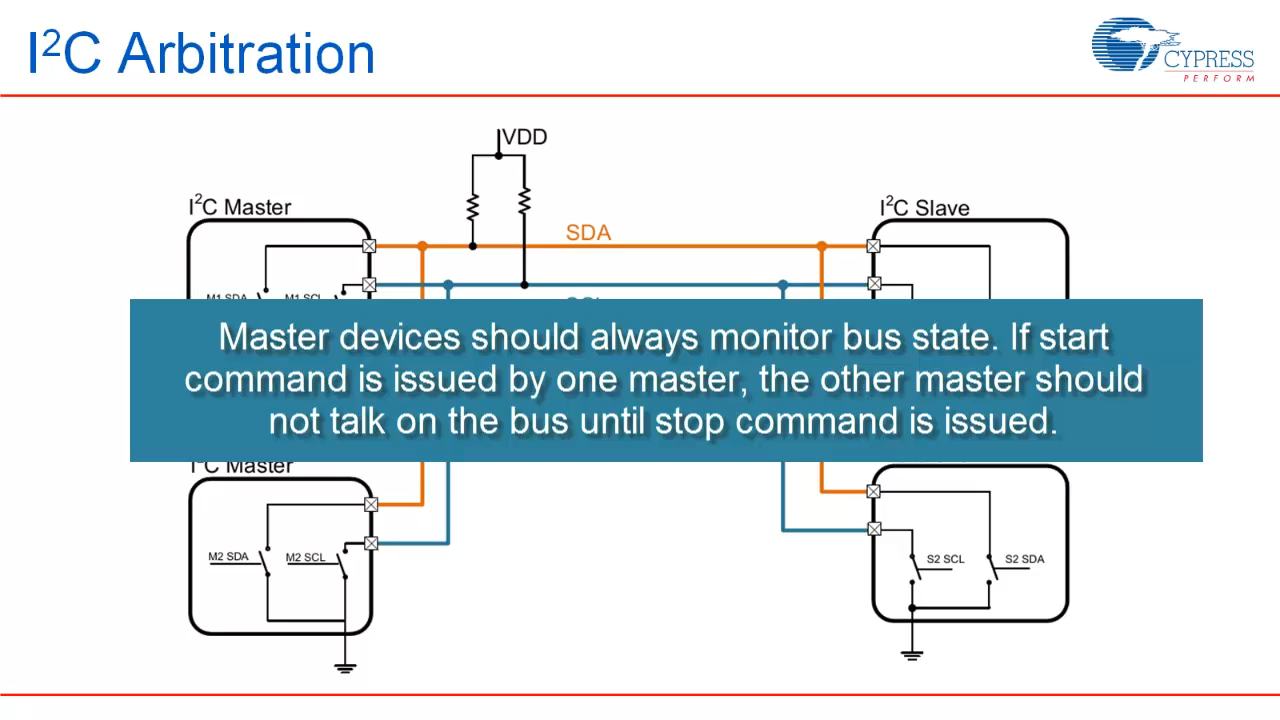 I²C Arbitration
CYPRESS
PERFORM
VDD
I²C Master
I²C Slave
SDA
M1 SDA
M1 SCL
Master devices should always monitor bus state. If start
command is issued by one master, the other master should
not talk on the bus until stop command is issued.
I²C Master
M2 SDA
M2 SCL
S2 SCL
S2 SDA